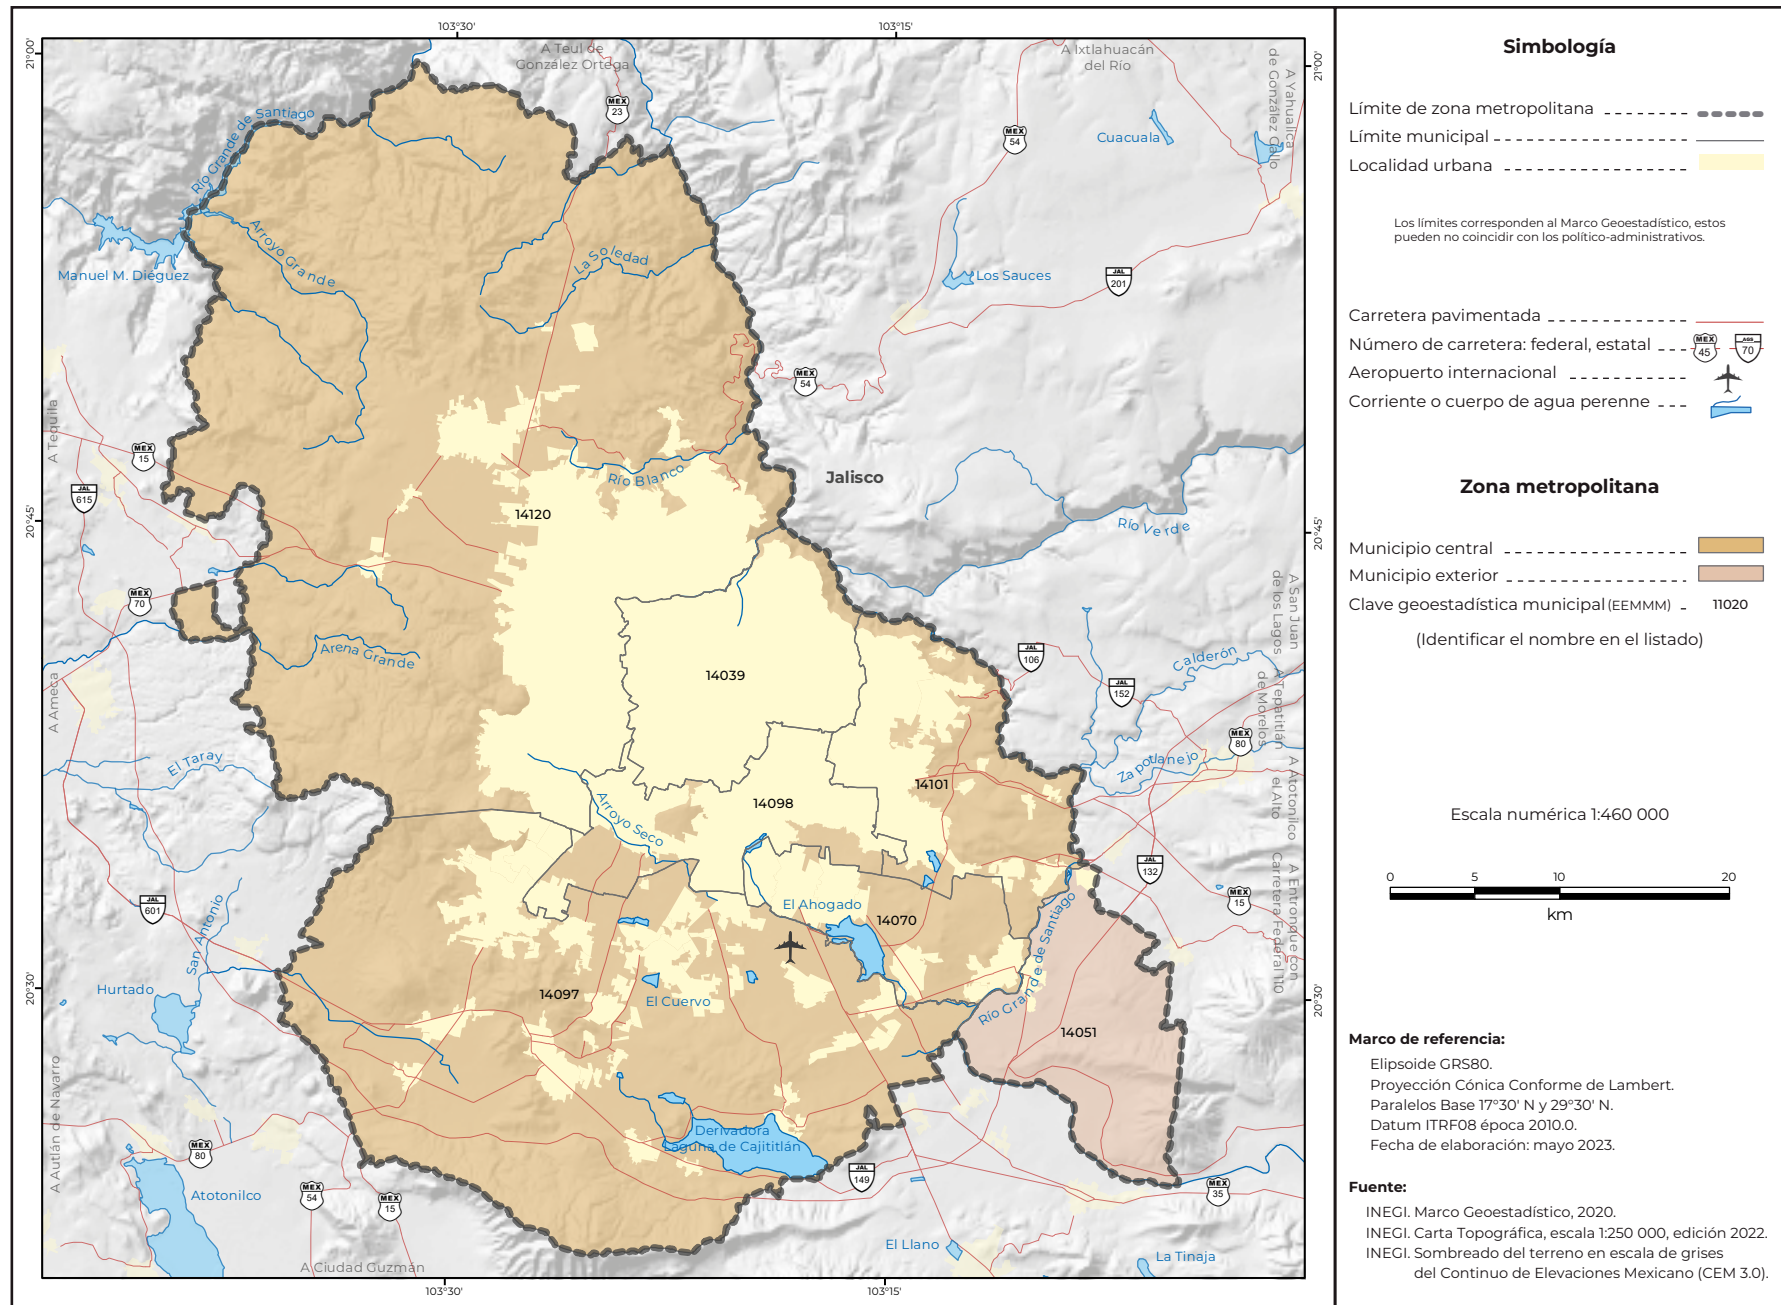 103°30'
103°15'
21°00'
21°00'
A Teul de
González Ortega
A Ixtlahuacán
del Río
A Yahualica
de González Gallo
MEX
23
MEX
54
Cuacuala
Río Grande de Santiago
Arroyo Grande
La Soledad
Manuel M. Diéguez
Los Sauces
JAL
201
MEX
54
A Tequila
MEX
15
JAL
615
Río Blanco
Jalisco
14120
Río Verde
20°45'
20°45'
MEX
70
A San Juan
de los Lagos
Arena Grande
JAL
106
Calderón
14039
JAL
152
A Tepatitlán
de Morelos
A Ameca
MEX
80
El Taray
Zapotlanejo
14101
14098
A Atotonilco
el Alto
Arroyo Seco
JAL
132
A Entronque con
Carretera Federal 110
JAL
601
MEX
15
El Ahogado
14070
San Antonio
Río Grande de Santiago
20°30'
20°30'
Hurtado
14097
El Cuervo
14051
A Autlán de Navarro
Derivadora
Laguna de Cajititlán
MEX
80
JAL
149
MEX
54
MEX
15
MEX
35
Atotonilco
El Llano
La Tinaja
A Ciudad Guzmán
103°30'
103°15'
Simbología
Límite de zona metropolitana
Límite municipal
Localidad urbana
Los límites corresponden al Marco Geoestadístico, estos
pueden no coincidir con los político-administrativos.
Carretera pavimentada
Número de carretera: federal, estatal
MEX
45
AGS
70
Aeropuerto internacional
Corriente o cuerpo de agua perenne
Zona metropolitana
Municipio central
Municipio exterior
Clave geoestadística municipal (EEMMM) 11020
(Identificar el nombre en el listado)
Escala numérica 1:460 000
0 5 10 20
km
Marco de referencia:
Elipsoide GRS80.
Proyección Cónica Conforme de Lambert.
Paralelos Base 17°30' N y 29°30' N.
Datum ITRF08 época 2010.0.
Fecha de elaboración: mayo 2023.
Fuente:
INEGI. Marco Geoestadístico, 2020.
INEGI. Carta Topográfica, escala 1:250 000, edición 2022.
INEGI. Sombreado del terreno en escala de grises
del Continuo de Elevaciones Mexicano (CEM 3.0).